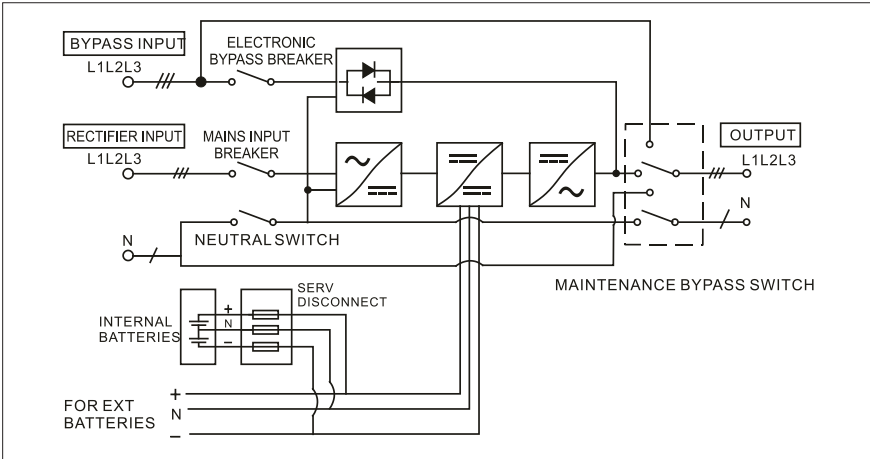 BYPASS INPUT
L1L2L3
ELECTRONIC
BYPASS BREAKER
RECTIFIER INPUT
L1L2L3
MAINS INPUT
BREAKER
OUTPUT
L1L2L3
N
N
NEUTRAL SWITCH
MAINTENANCE BYPASS SWITCH
SERV
DISCONNECT
INTERNAL
BATTERIES
+
N
−
FOR EXT
BATTERIES
+
N
−